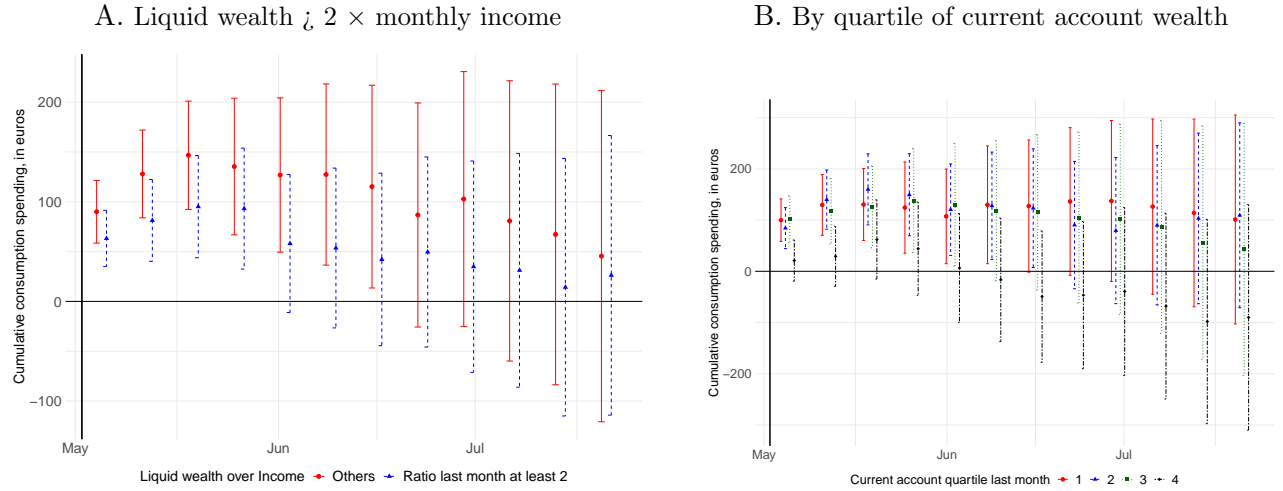 A. Liquid wealth ¿ 2 × monthly income
Cumulative consumption spending, in euros
200
100
0
−100
May
Jun
Jul
Liquid wealth over Income
Others
Ratio last month at least 2
B. By quartile of current account wealth
Cumulative consumption spending, in euros
200
0
−200
May
Jun
Jul
Current account quartile last month
1
2
3
4